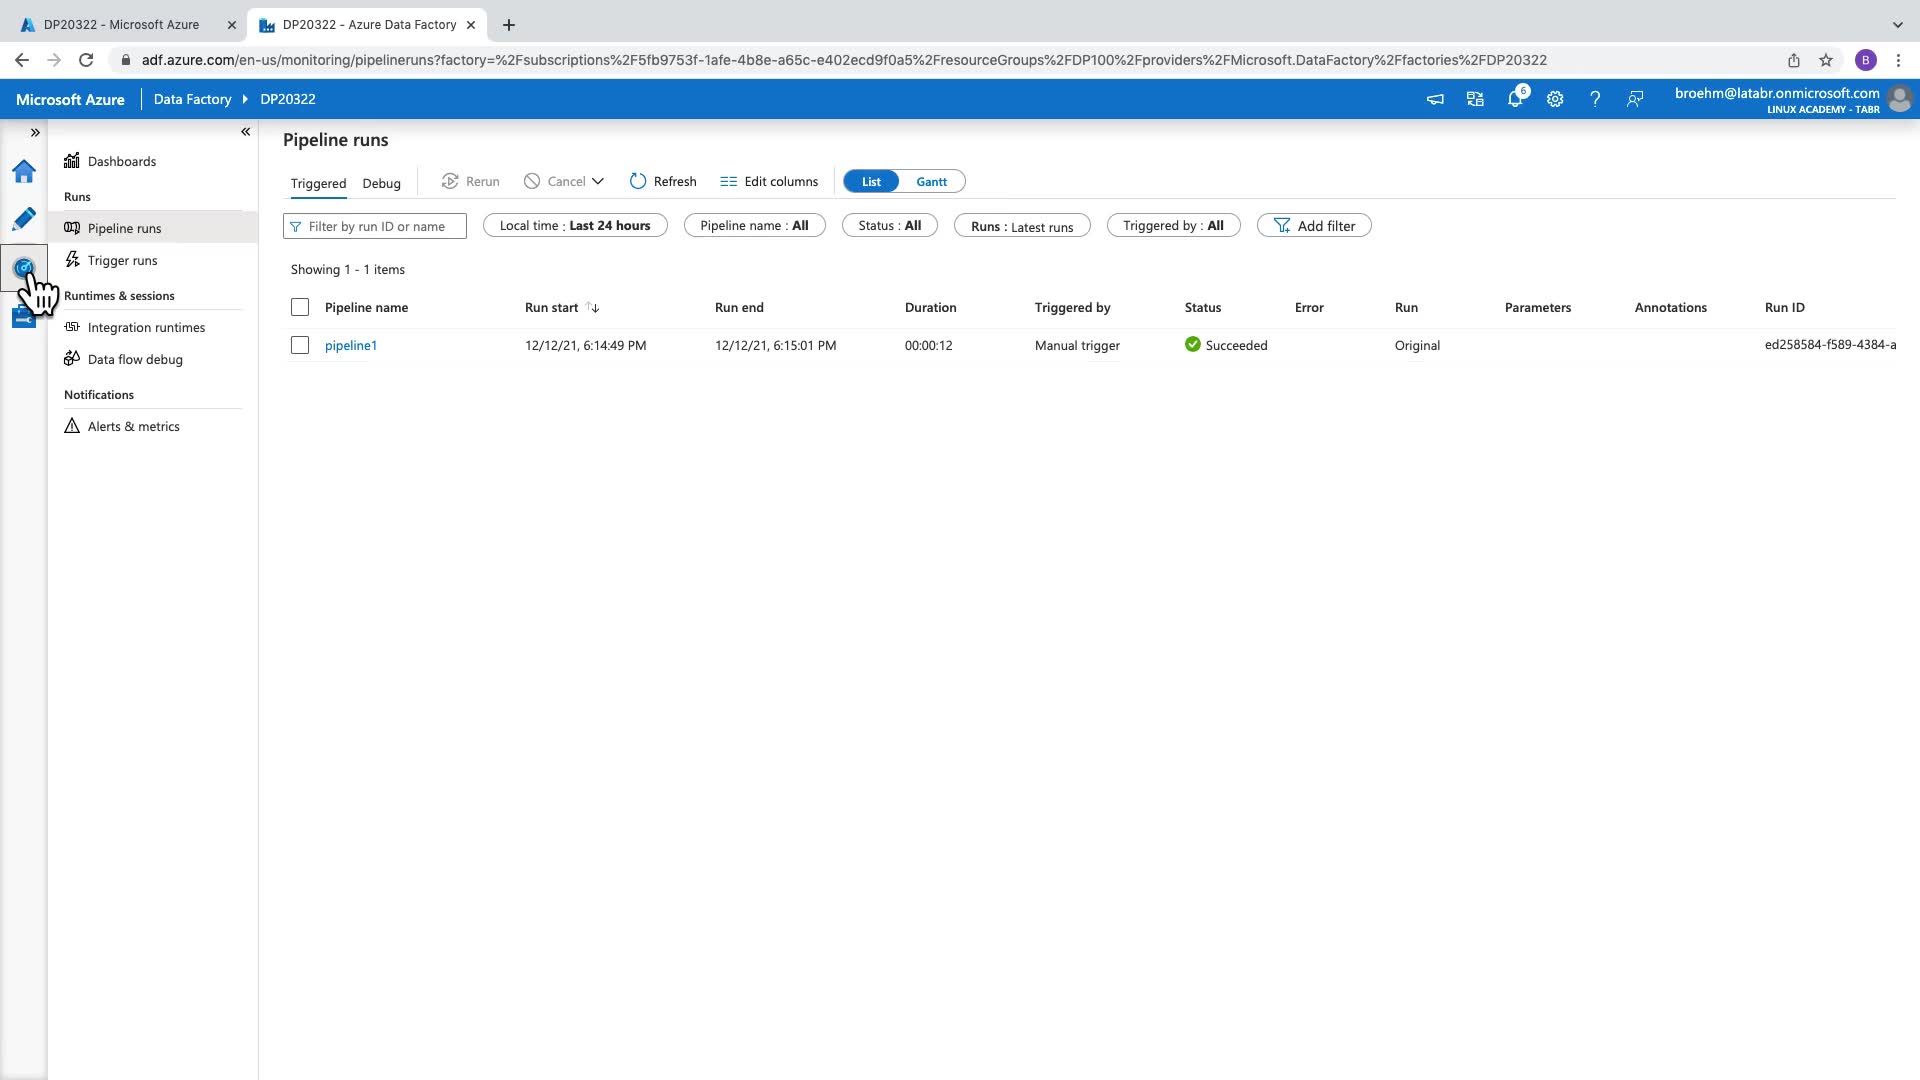 DP20322 - Microsoft Azure
DP20322 - Azure Data Factory
adf.azure.com/en-us/monitoring/pipelineruns?factory=%2Fsubscriptions%2F5fb9753f-1afe-4b8e-a65c-e402ecd9f0a5%2FresourceGroups%2FDP100%2Fproviders%2FMicrosoft.DataFactory%2Ffactories%2FDP20322
B
Microsoft Azure
Data Factory
DP20322
6
broehm@latabr.onmicrosoft.com
LINUX ACADEMY - TABR
Dashboards
Runs
Pipeline runs
Trigger runs
Runtimes & sessions
Integration runtimes
Data flow debug
Notifications
Alerts & metrics
Pipeline runs
Triggered Debug Rerun Cancel Refresh Edit columns List Gantt
Filter by run ID or name Local time : Last 24 hours Pipeline name : All Status : All Runs : Latest runs Triggered by : All Add filter
Showing 1 - 1 items
Pipeline name Run start Run end Duration Triggered by Status Error Run Parameters Annotations Run ID
pipeline1 12/12/21, 6:14:49 PM 12/12/21, 6:15:01 PM 00:00:12 Manual trigger Succeeded Original ed258584-f589-4384-a